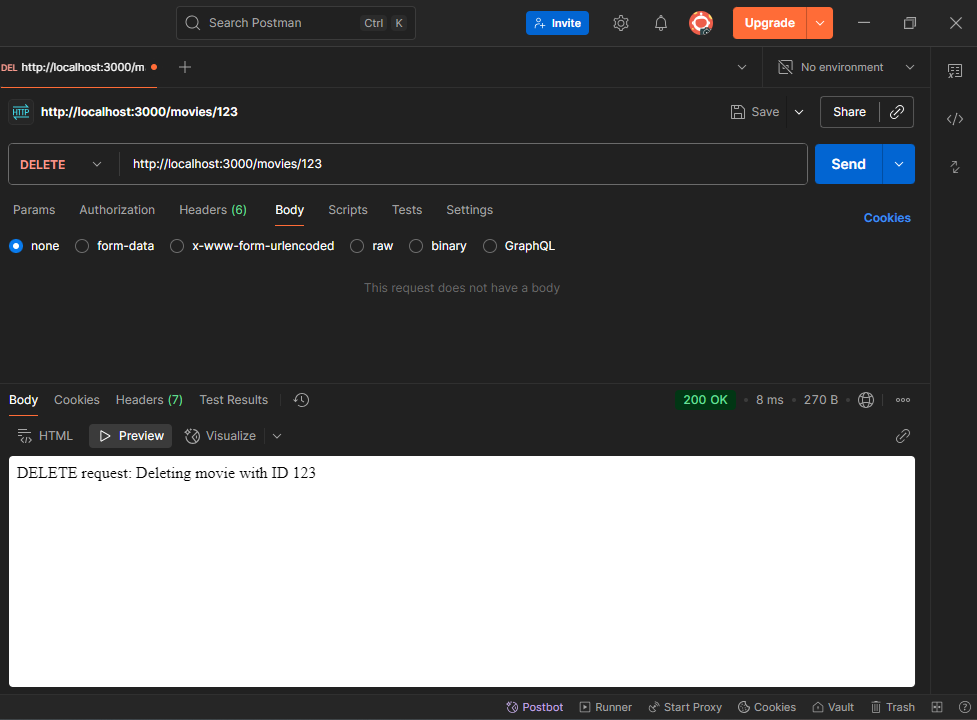 Search Postman Ctrl K Invite Upgrade
DEL http://localhost:3000/m No environment
HTTP http://localhost:3000/movies/123 Save Share
DELETE http://localhost:3000/movies/123 Send
Params Authorization Headers (6) Body Scripts Tests Settings Cookies
none form-data x-www-form-urlencoded raw binary GraphQL
This request does not have a body
Body Cookies Headers (7) Test Results 200 OK • 8 ms • 270 B •
HTML Preview Visualize
DELETE request: Deleting movie with ID 123
Postbot Runner Start Proxy Cookies Vault Trash